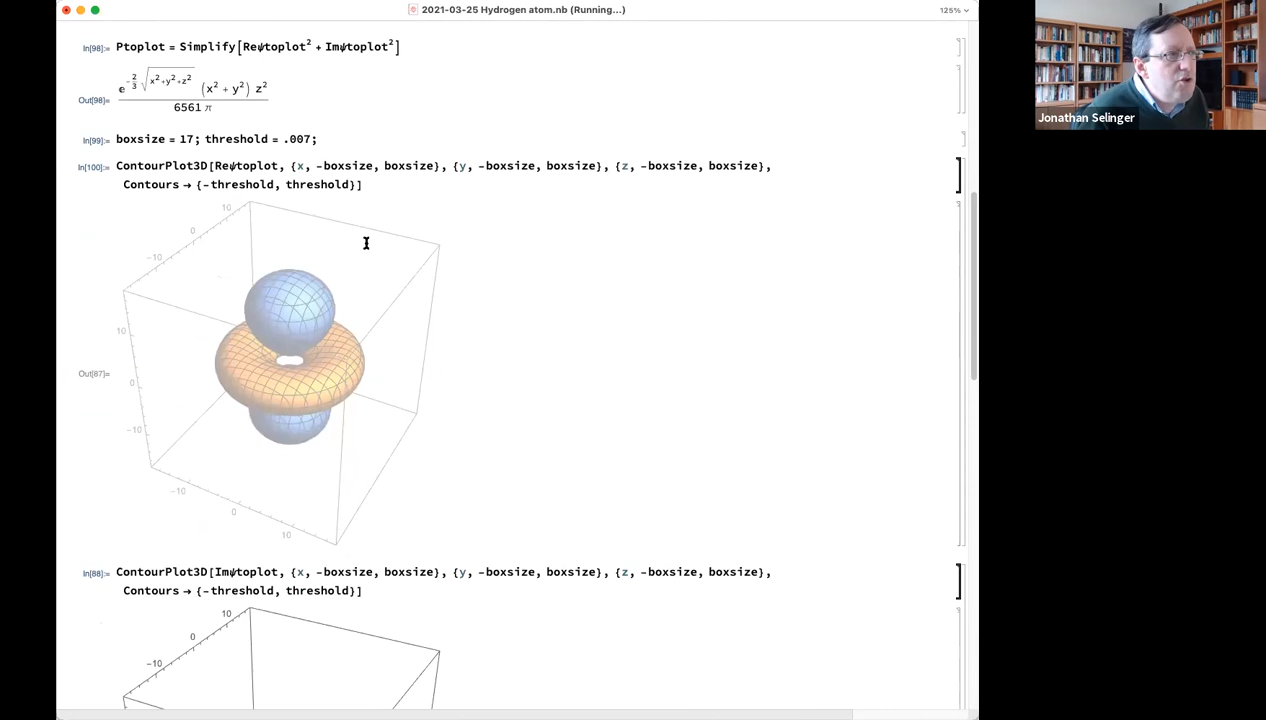 2021-03-25 Hydrogen atom.nb (Running...)
125%
In[98]:= Ptoplot = Simplify[Reψtoplot² + Imψtoplot²]
Out[98]= e^(-2/3 √(x²+y²+z²)) (x² + y²) z² / 6561 π
In[99]:= boxsize = 17; threshold = .007;
In[100]:= ContourPlot3D[Reψtoplot, {x, -boxsize, boxsize}, {y, -boxsize, boxsize}, {z, -boxsize, boxsize},
Contours → {-threshold, threshold}]
10
0
-10
10
Out[87]=
0
-10
-10
0
10
In[88]:= ContourPlot3D[Imψtoplot, {x, -boxsize, boxsize}, {y, -boxsize, boxsize}, {z, -boxsize, boxsize},
Contours → {-threshold, threshold}]
10
0
-10
Jonathan Selinger